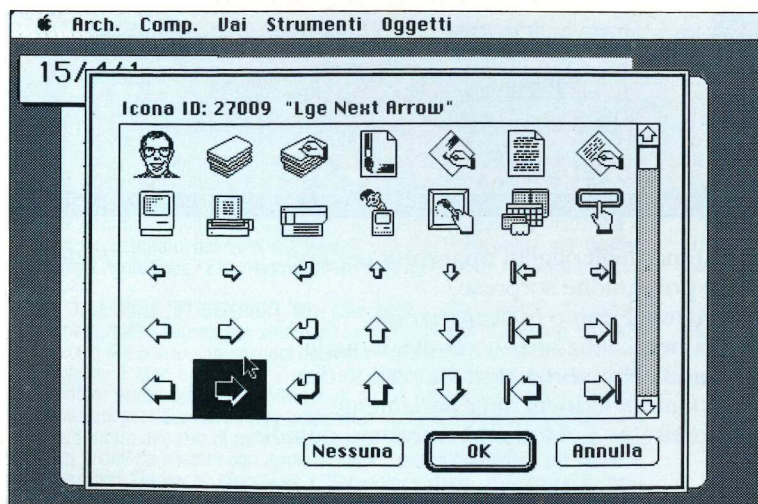 Arch. Comp. Vai Strumenti Oggetti
Icona ID: 27009 "Lge Next Arrow"
Nessuna OK Annulla